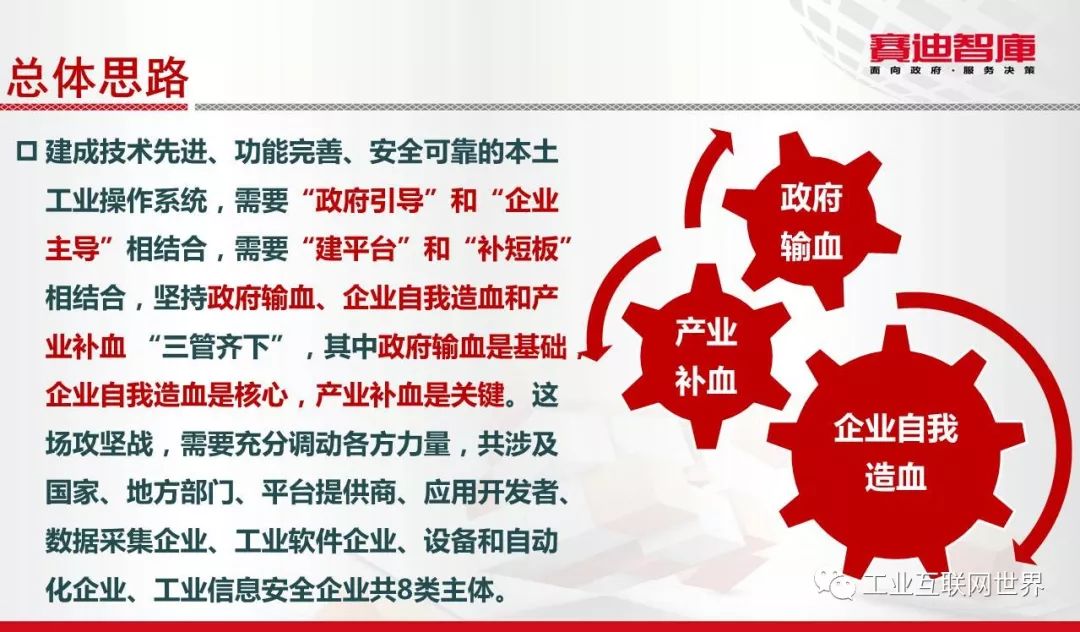 总体思路
賽迪智庫
面向政府·服务决策
建成技术先进、功能完善、安全可靠的本土
工业操作系统，需要“政府引导”和“企业
主导”相结合，需要“建平台”和“补短板”
相结合，坚持政府输血、企业自我造血和产
业补血 “三管齐下”，其中政府输血是基础，
企业自我造血是核心，产业补血是关键。这
场攻坚战，需要充分调动各方力量，共涉及
国家、地方部门、平台提供商、应用开发者、
数据采集企业、工业软件企业、设备和自动
化企业、工业信息安全企业共8类主体。
政府
输血
产业
补血
企业自我
造血
工业互联网世界